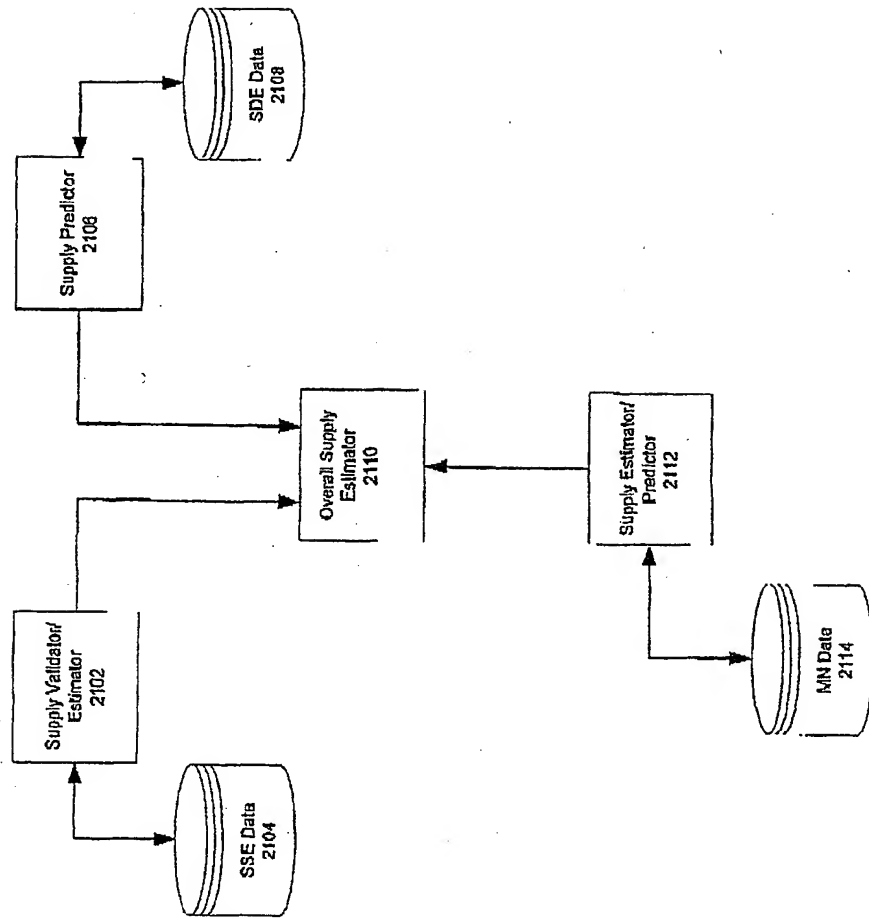 Supply Validator/
Estimator
2102
Supply Predictor
2106
SSE Data
2104
SDE Data
2108
Overall Supply
Estimator
2110
Supply Estimator/
Predictor
2112
MN Data
2114